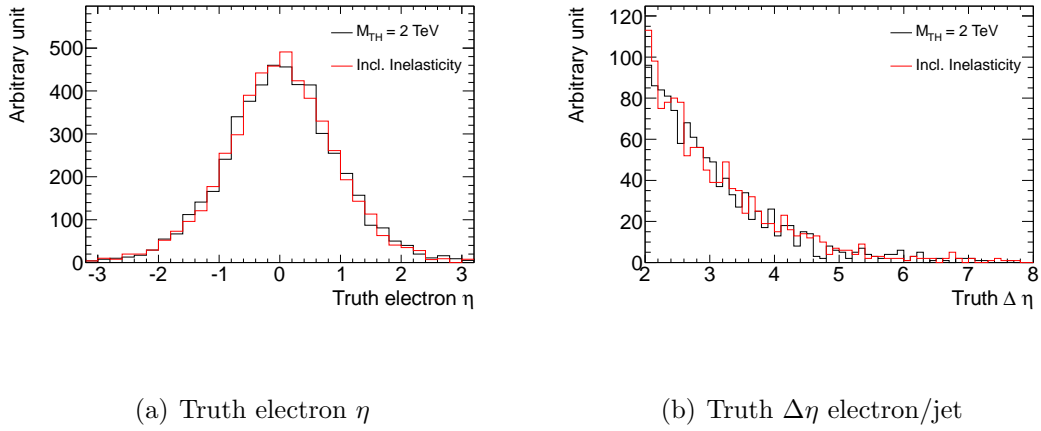 Arbitrary unit
500
400
300
200
100
0
-3 -2 -1 0 1 2 3
Truth electron η
M_TH = 2 TeV
Incl. Inelasticity
(a) Truth electron η
Arbitrary unit
120
100
80
60
40
20
0
2 3 4 5 6 7 8
Truth Δ η
M_TH = 2 TeV
Incl. Inelasticity
(b) Truth Δη electron/jet